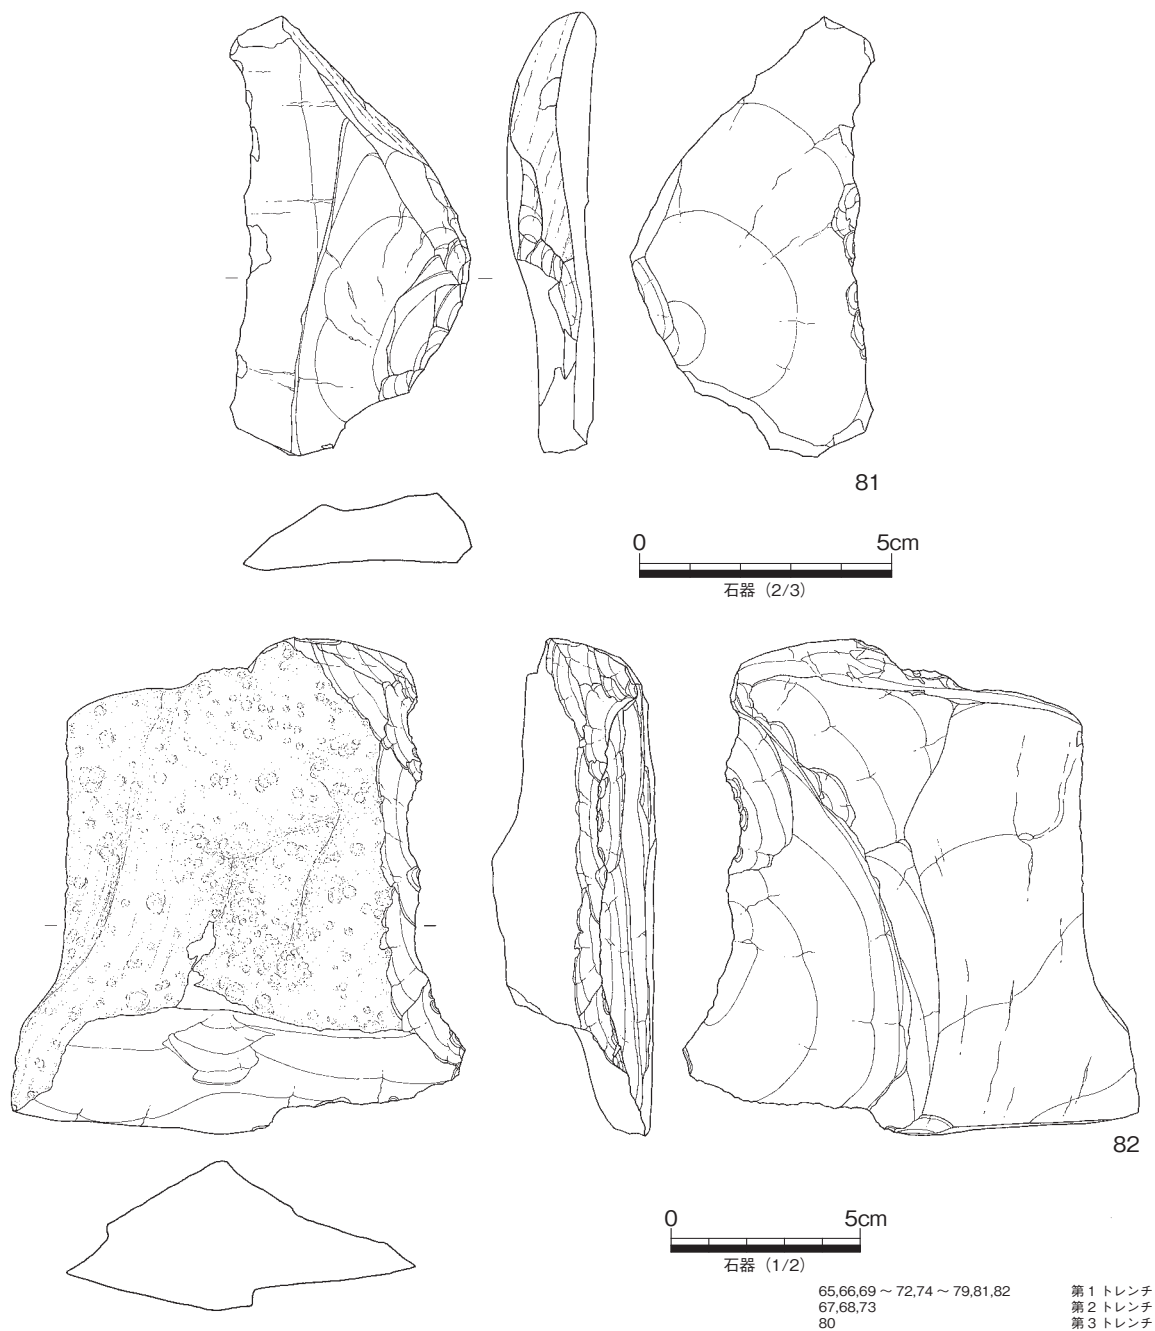 81
0 5cm
石器（2/3）
82
0 5cm
石器（1/2）
65,66,69 ～ 72,74 ～ 79,81,82 第 1 トレンチ
67,68,73 第 2 トレンチ
80 第 3 トレンチ